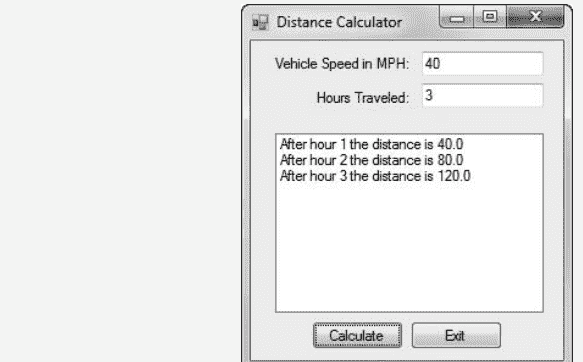 Distance Calculator
Vehicle Speed in MPH: 40
Hours Traveled: 3
After hour 1 the distance is 40.0
After hour 2 the distance is 80.0
After hour 3 the distance is 120.0
Calculate Exit